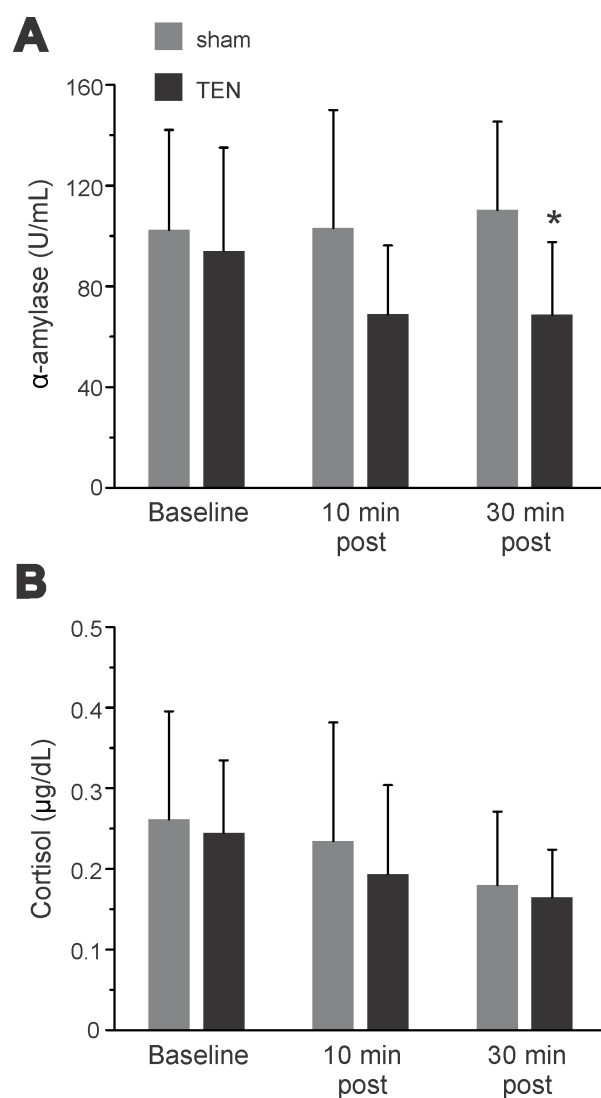 A
sham
TEN
α-amylase (U/mL)
160
120
80
40
0
*
Baseline
10 min
post
30 min
post
B
Cortisol (µg/dL)
0.5
0.4
0.3
0.2
0.1
0
Baseline
10 min
post
30 min
post